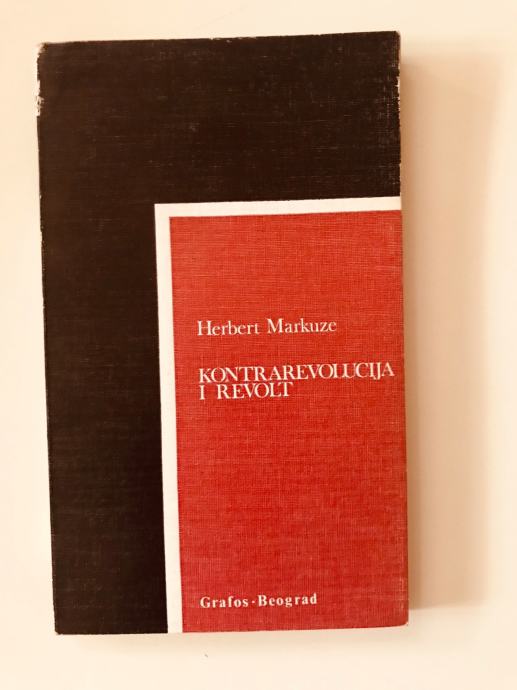 Herbert Markuze
KONTRAREVOLUCIJA
I REVOLT
Grafos-Beograd